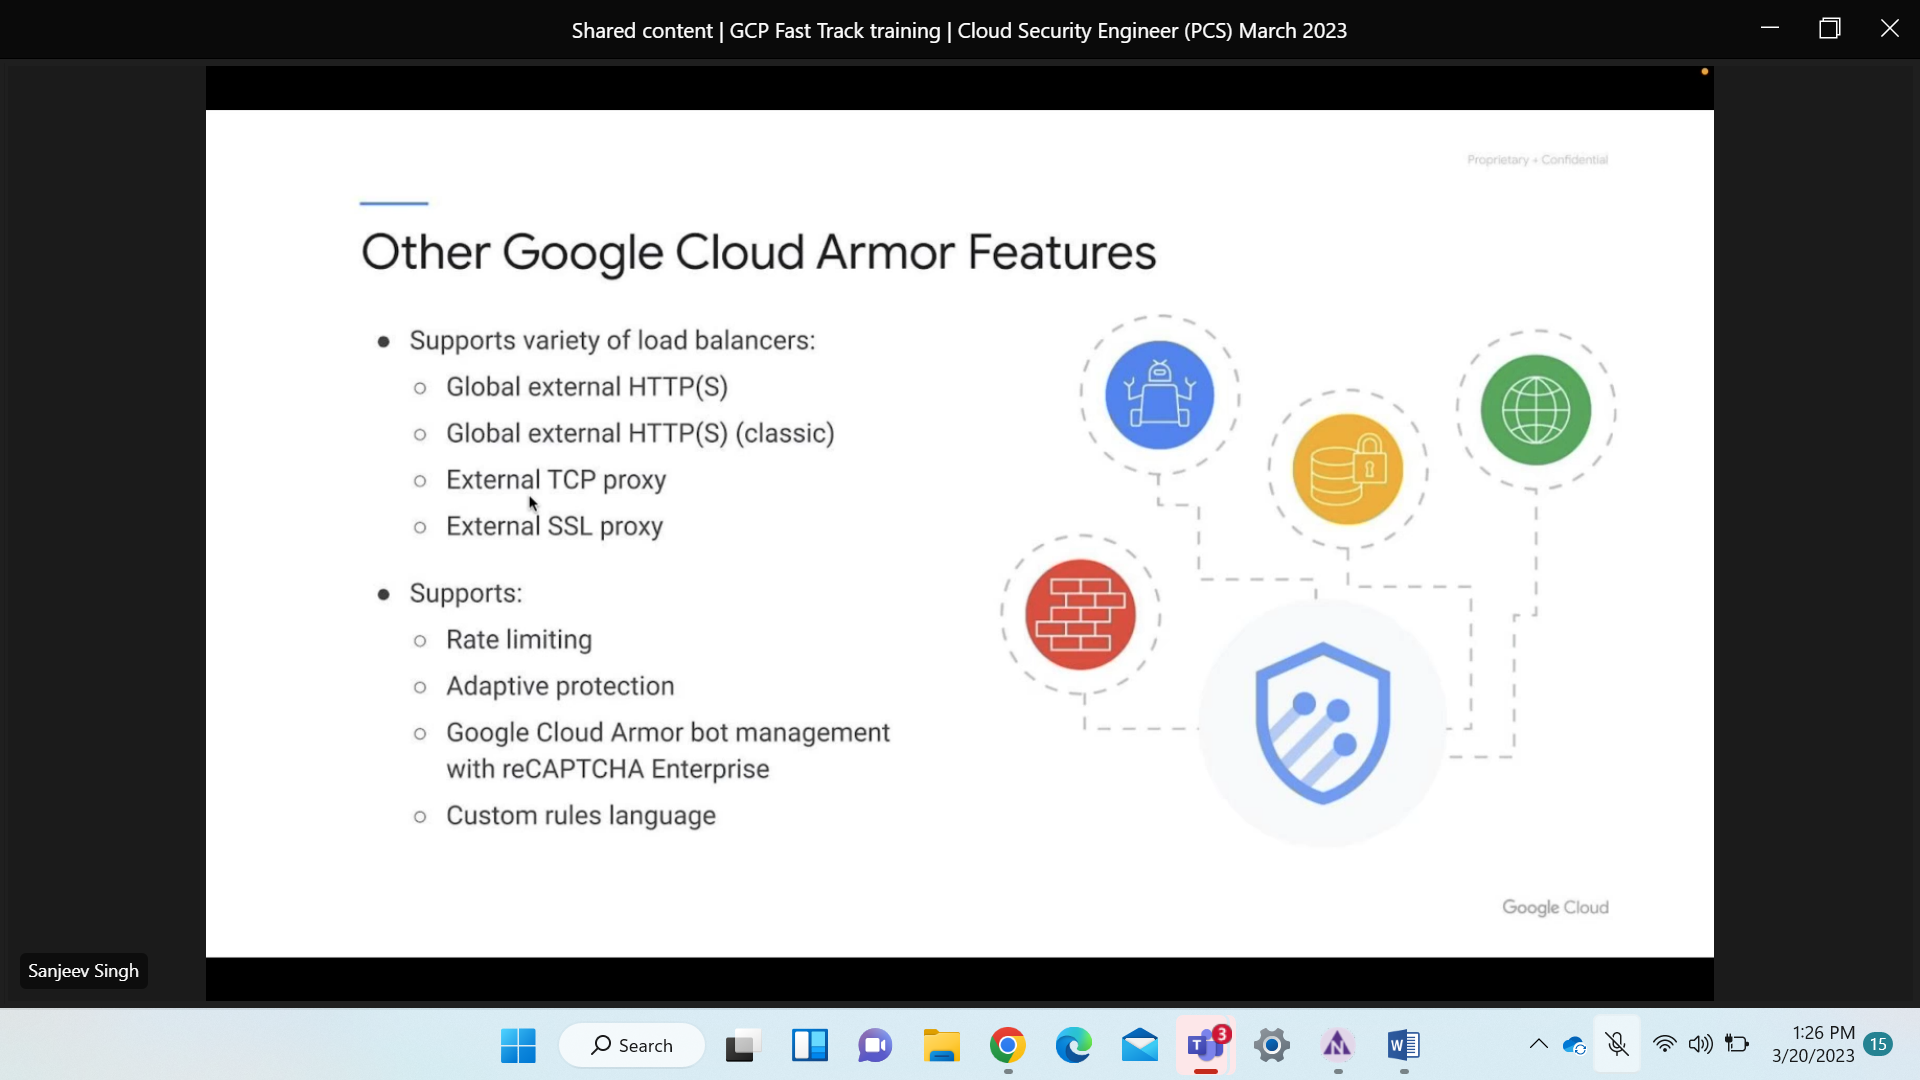 Shared content | GCP Fast Track training | Cloud Security Engineer (PCS) March 2023
Proprietary + Confidential
Other Google Cloud Armor Features
● Supports variety of load balancers:
○ Global external HTTP(S)
○ Global external HTTP(S) (classic)
○ External TCP proxy
○ External SSL proxy
● Supports:
○ Rate limiting
○ Adaptive protection
○ Google Cloud Armor bot management
with reCAPTCHA Enterprise
○ Custom rules language
Google Cloud
Sanjeev Singh
Search
T
3
N
W
1:26 PM
3/20/2023
15